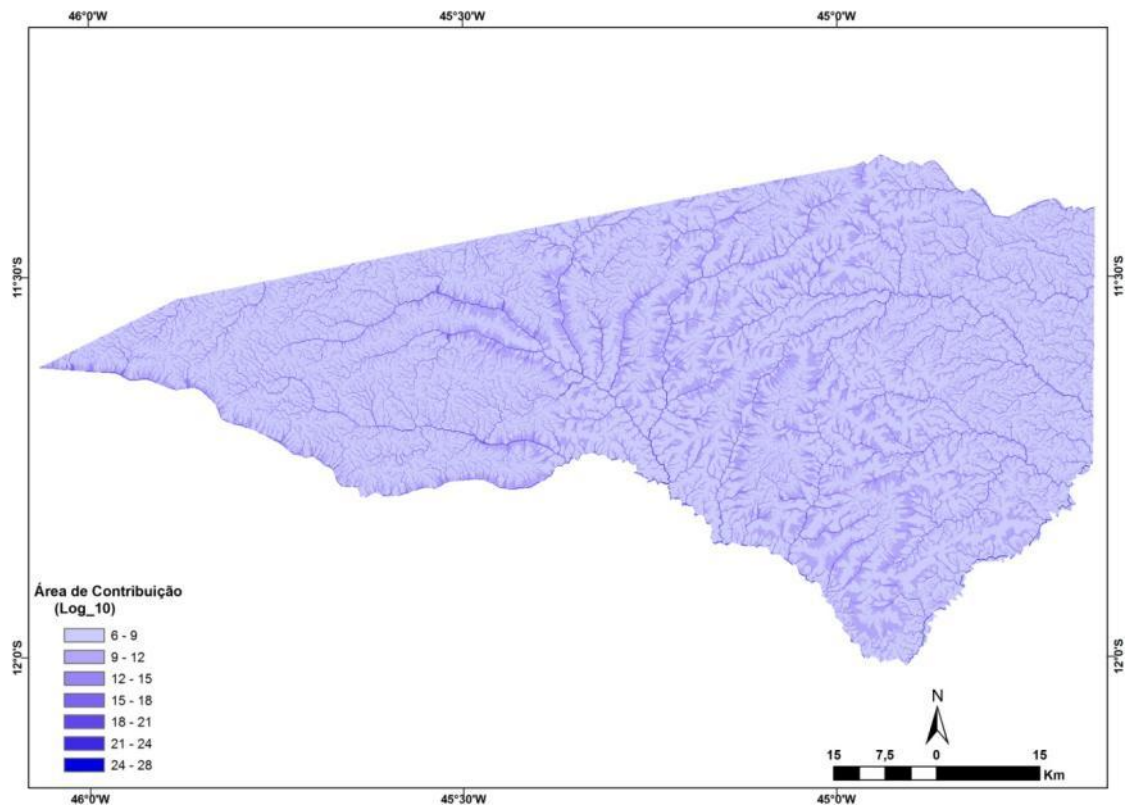 46°0'W 45°30'W 45°0'W
11°30'S 11°30'S
Área de Contribuição
(Log_10)
6 - 9
9 - 12
12 - 15
15 - 18
18 - 21
21 - 24
24 - 28
12°0'S 12°0'S
N
15 7,5 0 15
Km
46°0'W 45°30'W 45°0'W